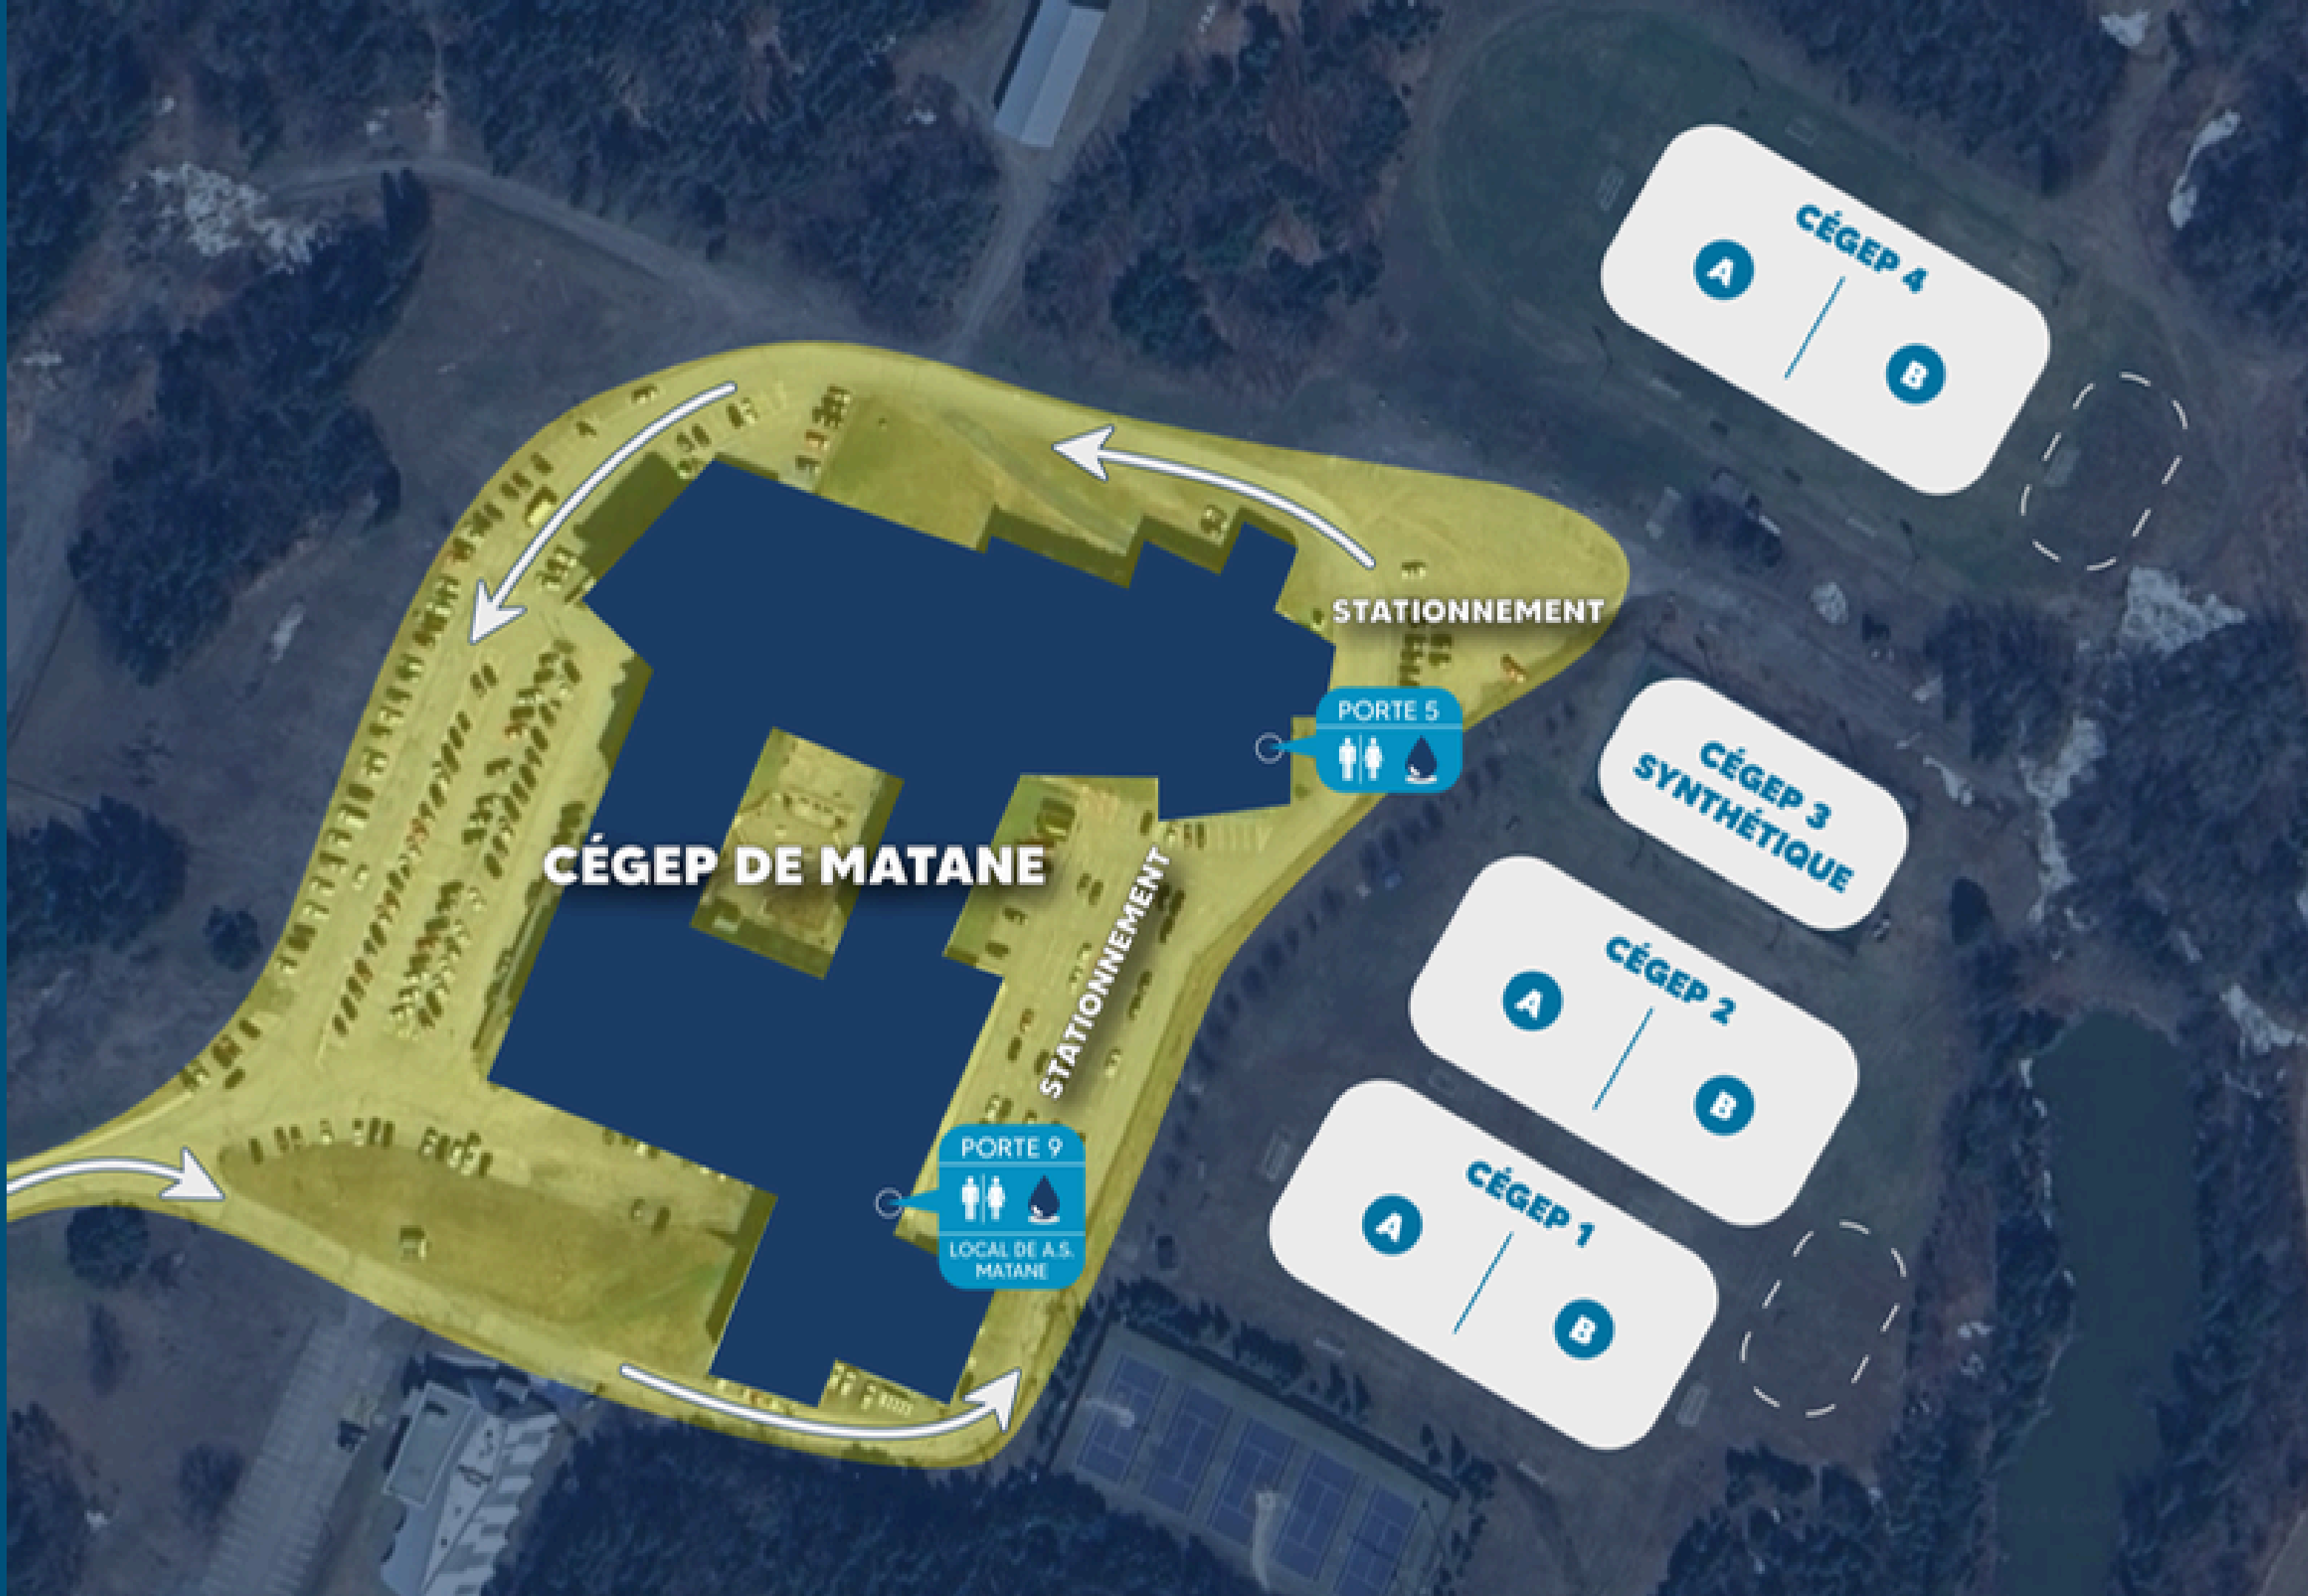 CÉGEP 4
A
B
STATIONNEMENT
PORTE 5
CÉGEP 3
SYNTHÉTIQUE
CÉGEP DE MATANE
STATIONNEMENT
CÉGEP 2
A
B
PORTE 9
LOCAL DE A.S.
MATANE
CÉGEP 1
A
B